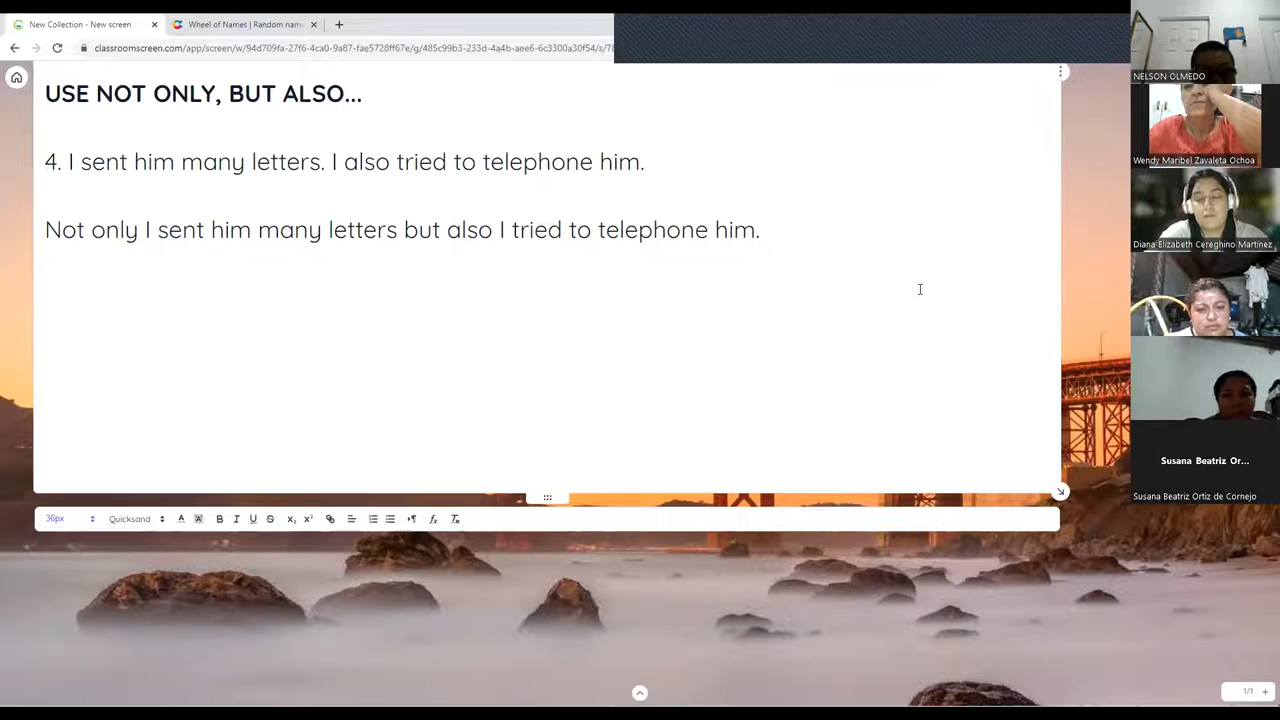 New Collection - New screen
Wheel of Names | Random nam
classroomscreen.com/app/screen/w/94d709fa-27f6-4ca0-9a87-fae5728ff67e/g/485c99b3-233d-4a4b-aee6-6c3300a30f54/s/78
USE NOT ONLY, BUT ALSO...
4. I sent him many letters. I also tried to telephone him.
Not only I sent him many letters but also I tried to telephone him.
36px
Quicksand
NELSON OLMEDO
Wendy Maribel Zavaleta Ochoa
Diana Elizabeth Cereghino Martínez
Susana Beatriz Or...
Susana Beatriz Ortiz de Cornejo
1/1